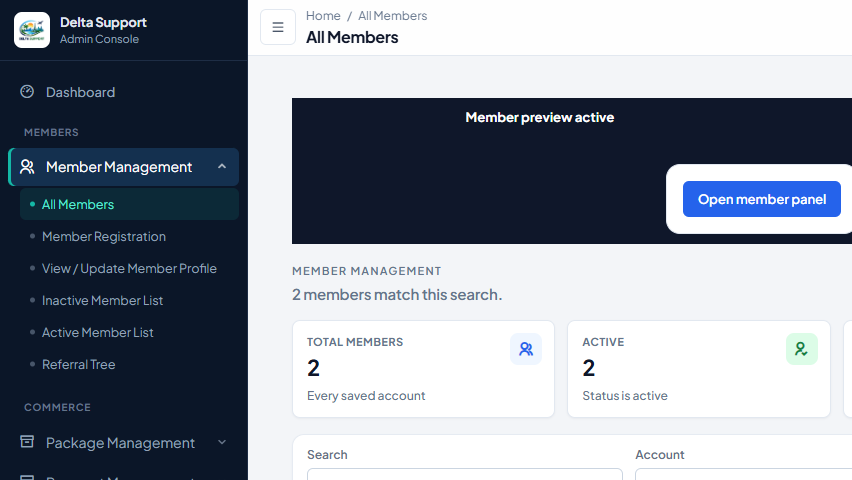 Delta Support
Admin Console
Dashboard
MEMBERS
Member Management
All Members
Member Registration
View / Update Member Profile
Inactive Member List
Active Member List
Referral Tree
COMMERCE
Package Management
Home / All Members
All Members
Member preview active
Open member panel
MEMBER MANAGEMENT
2 members match this search.
TOTAL MEMBERS
2
Every saved account
ACTIVE
2
Status is active
Search
Account